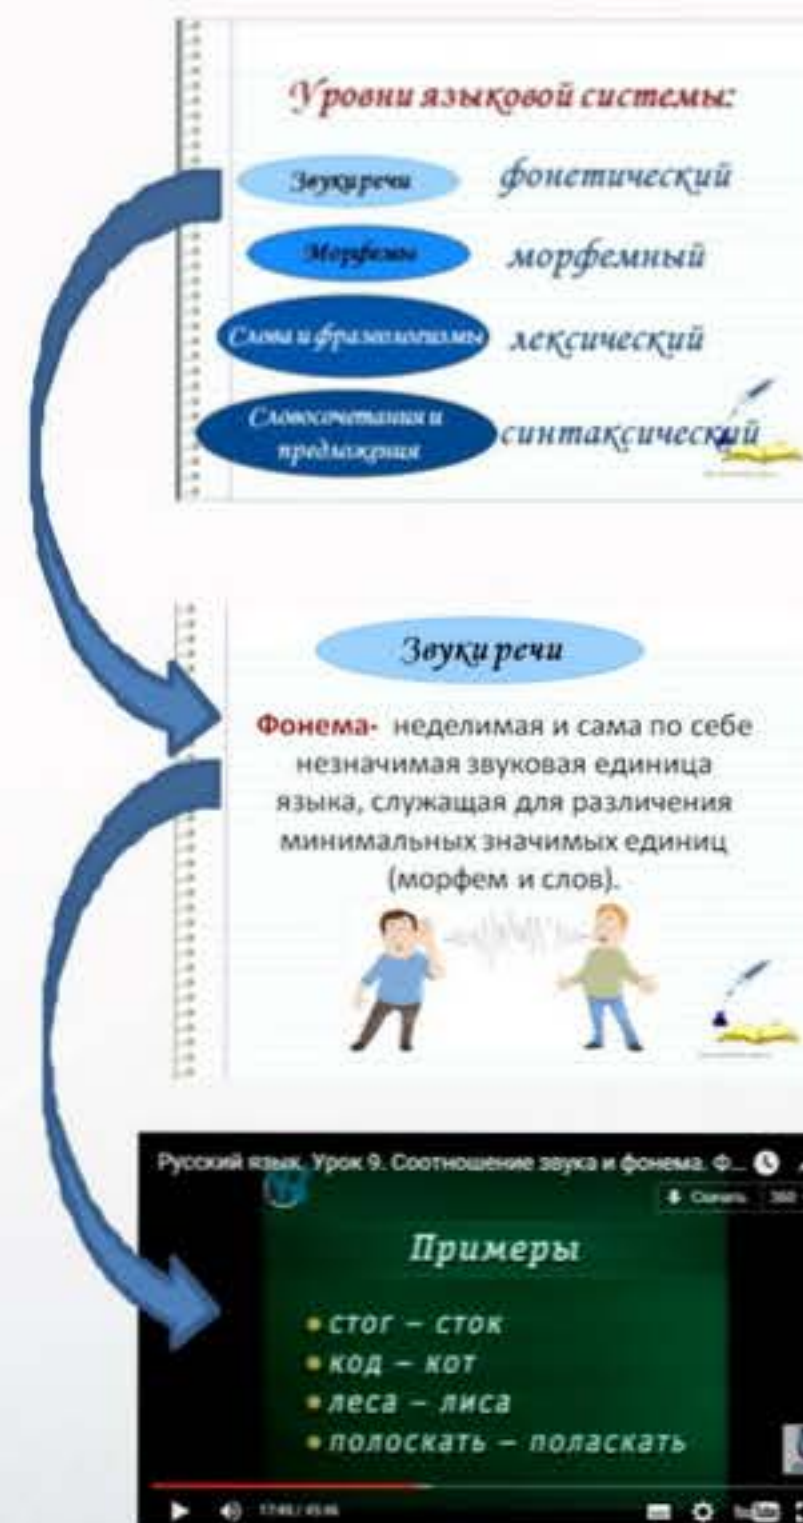 Уровни языковой системы:
Звуки речи фонетический
Морфемы морфемный
Слова и фразеологизмы лексический
Словосочетания и
предложения
синтаксический
Звуки речи
Фонема- неделимая и сама по себе
незначимая звуковая единица
языка, служащая для различения
минимальных значимых единиц
(морфем и слов).
Русский язык. Урок 9. Соотношение звука и фонема. Ф...
Скачать 360
Примеры
стог – сток
код – кот
леса – лиса
полоскать – поласкать